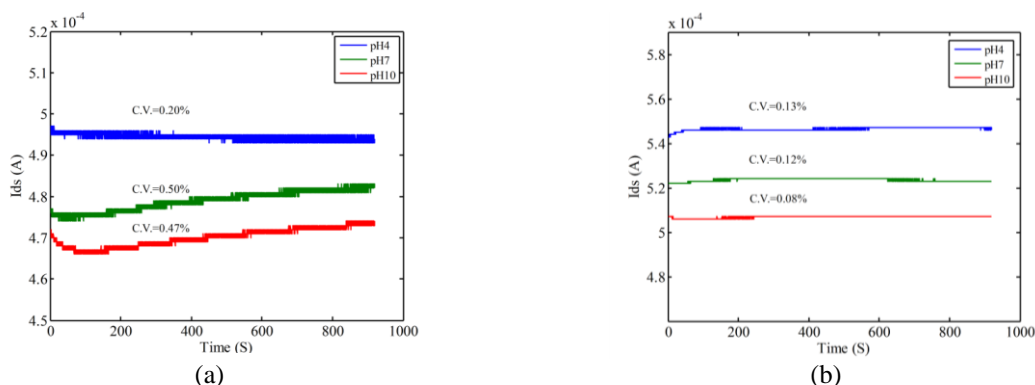 x 10⁻⁴
5.2
5.1
5
4.9
4.8
4.7
4.6
4.5
Ids (A)
pH4
pH7
pH10
C.V.=0.20%
C.V.=0.50%
C.V.=0.47%
0 200 400 600 800 1000
Time (S)
(a)
x 10⁻⁴
5.8
5.6
5.4
5.2
5
4.8
Ids (A)
pH4
pH7
pH10
C.V.=0.13%
C.V.=0.12%
C.V.=0.08%
0 200 400 600 800 1000
Time (S)
(b)